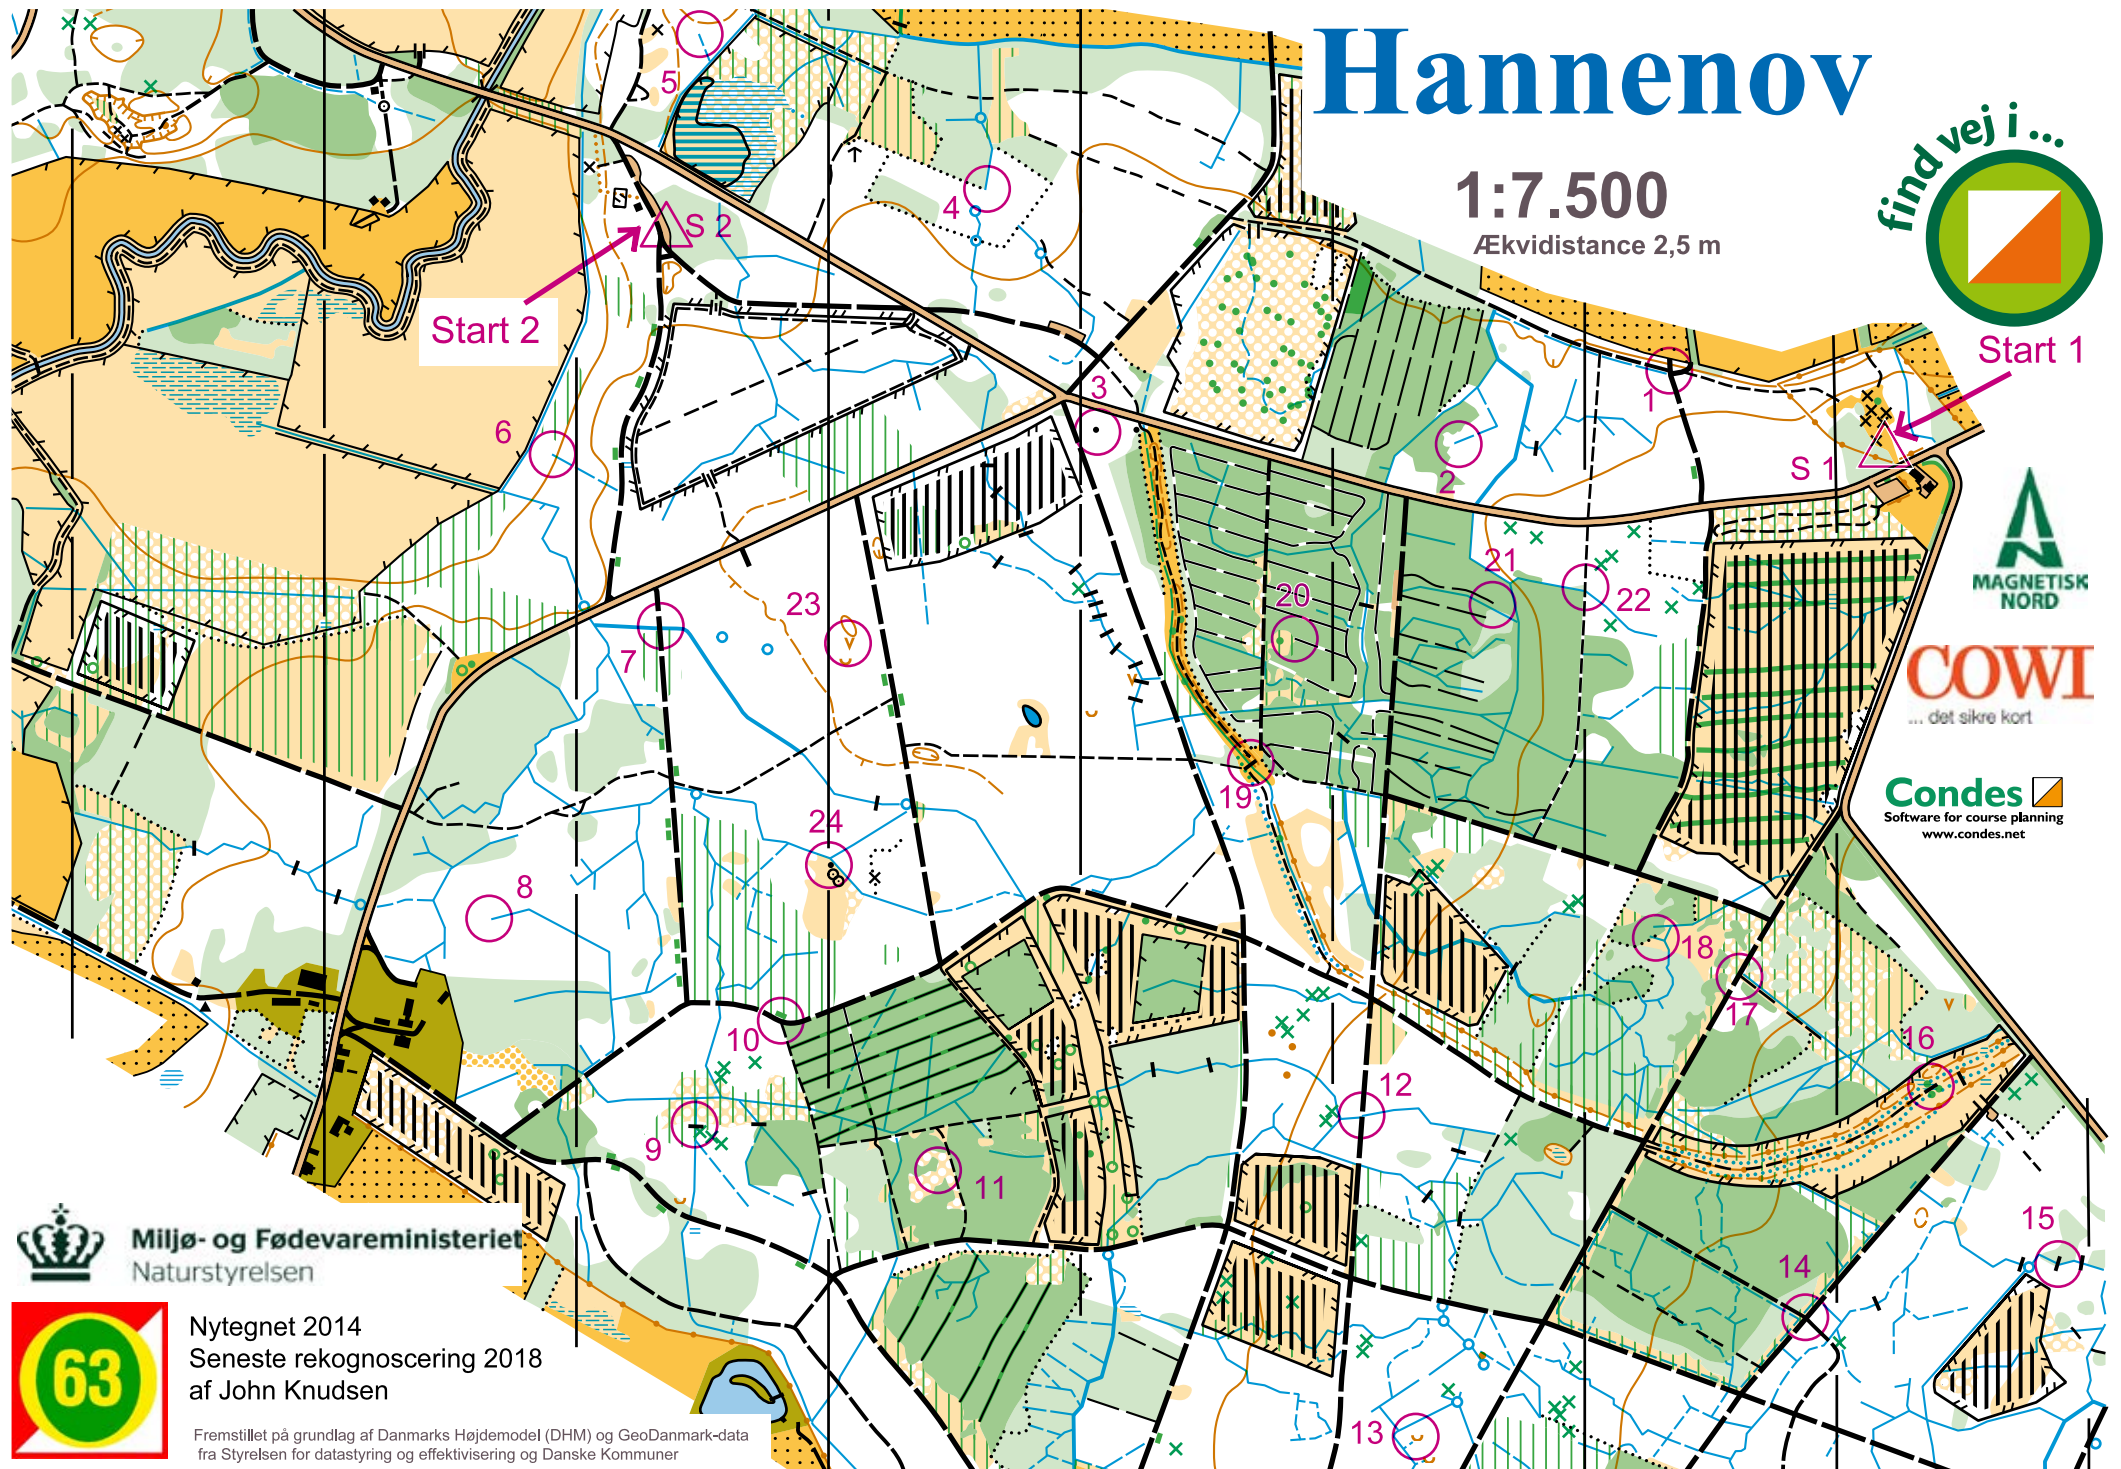 Hannenov
1:7.500
Ækvidistance 2,5 m
find vej i ...
Start 1
S 1
Start 2
S 2
5
4
3
6
1
2
7
23
20
21
22
19
24
8
18
17
10
9
11
12
16
15
14
13
MAGNETISK
NORD
COWI
... det sikre kort
Condes
Software for course planning
www.condes.net
Miljø- og Fødevareministeriet
Naturstyrelsen
63
Nytegnet 2014
Seneste rekognoscering 2018
af John Knudsen
Fremstillet på grundlag af Danmarks Højdemodel (DHM) og GeoDanmark-data
fra Styrelsen for datastyring og effektivisering og Danske Kommuner